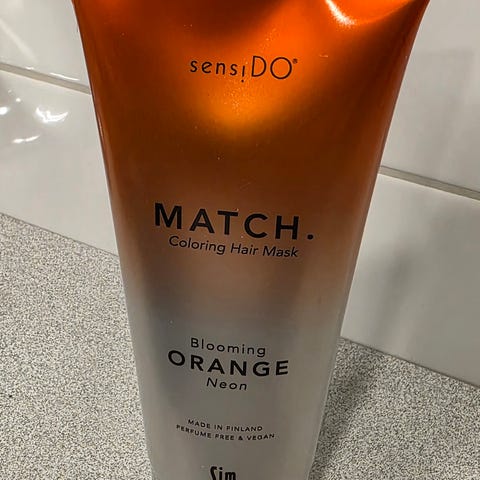 sensiDO®
MATCH.
Coloring Hair Mask
Blooming
ORANGE
Neon
MADE IN FINLAND
PERFUME FREE & VEGAN
Sim